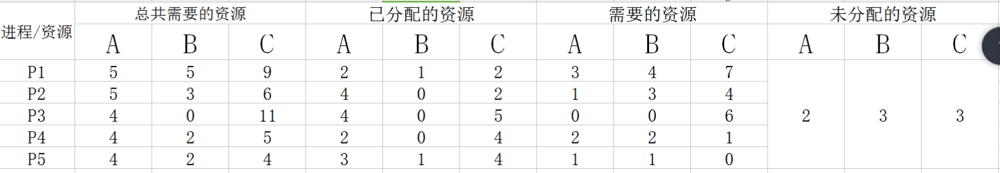 总共需要的资源 已分配的资源 需要的资源 未分配的资源
进程/资源 A B C A B C A B C A B C
P1 5 5 9 2 1 2 3 4 7
P2 5 3 6 4 0 2 1 3 4
P3 4 0 11 4 0 5 0 0 6 2 3 3
P4 4 2 5 2 0 4 2 2 1
P5 4 2 4 3 1 4 1 1 0